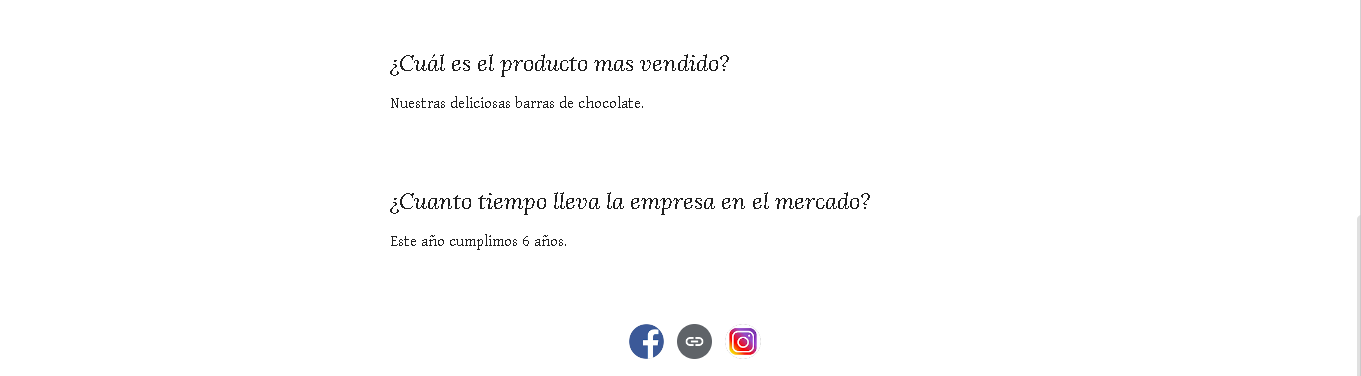 ¿Cuál es el producto mas vendido?
Nuestras deliciosas barras de chocolate.
¿Cuanto tiempo lleva la empresa en el mercado?
Este año cumplimos 6 años.